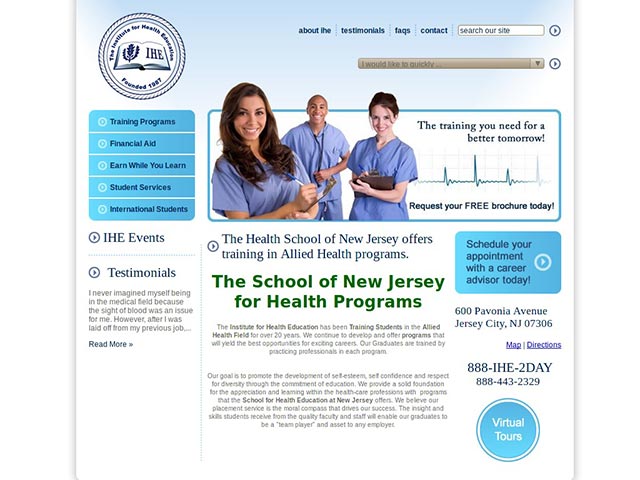 The Institute for Health Education
IHE
Founded 1987
about ihe
testimonials
faqs
contact
search our site
I would like to quickly ...
Training Programs
Financial Aid
Earn While You Learn
Student Services
International Students
The training you need for a
better tomorrow!
Request your FREE brochure today!
IHE Events
Testimonials
I never imagined myself being
in the medical field because
the sight of blood was an issue
for me. However, after I was
laid off from my previous job,...
Read More »
The Health School of New Jersey offers
training in Allied Health programs.
The School of New Jersey
for Health Programs
The Institute for Health Education has been Training Students in the Allied
Health Field for over 20 years. We continue to develop and offer programs that
will yield the best opportunities for exciting careers. Our Graduates are trained by
practicing professionals in each program.
Our goal is to promote the development of self-esteem, self confidence and respect
for diversity through the commitment of education. We provide a solid foundation
for the appreciation and learning within the health-care professions with programs
that the School for Health Education at New Jersey offers. We believe our
placement service is the moral compass that drives our success. The insight and
skills students receive from the quality faculty and staff will enable our graduates to
be a "team player" and asset to any employer.
Schedule your
appointment
with a career
advisor today!
600 Pavonia Avenue
Jersey City, NJ 07306
Map | Directions
888-IHE-2DAY
888-443-2329
Virtual
Tours